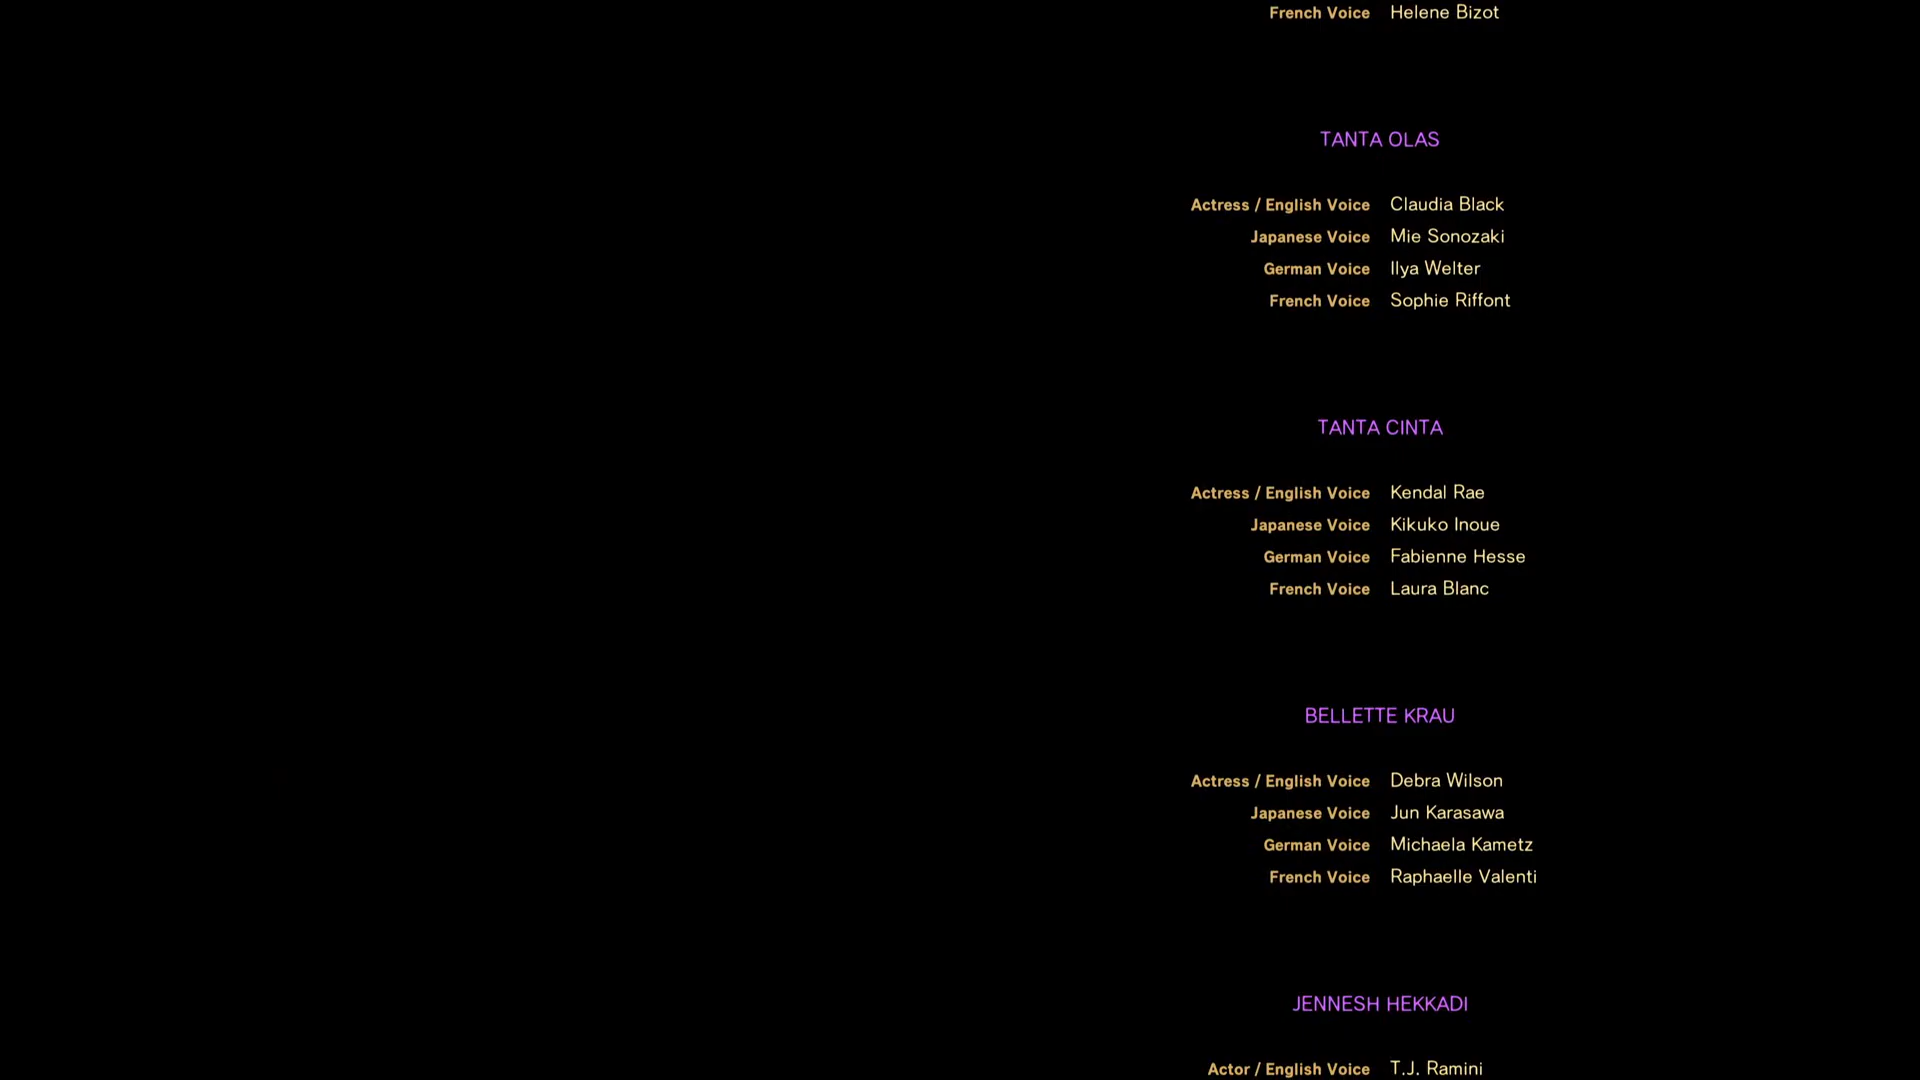 French Voice Helene Bizot
TANTA OLAS
Actress / English Voice Claudia Black
Japanese Voice Mie Sonozaki
German Voice Ilya Welter
French Voice Sophie Riffont
TANTA CINTA
Actress / English Voice Kendal Rae
Japanese Voice Kikuko Inoue
German Voice Fabienne Hesse
French Voice Laura Blanc
BELLETTE KRAU
Actress / English Voice Debra Wilson
Japanese Voice Jun Karasawa
German Voice Michaela Kametz
French Voice Raphaelle Valenti
JENNESH HEKKADI
Actor / English Voice T.J. Ramini